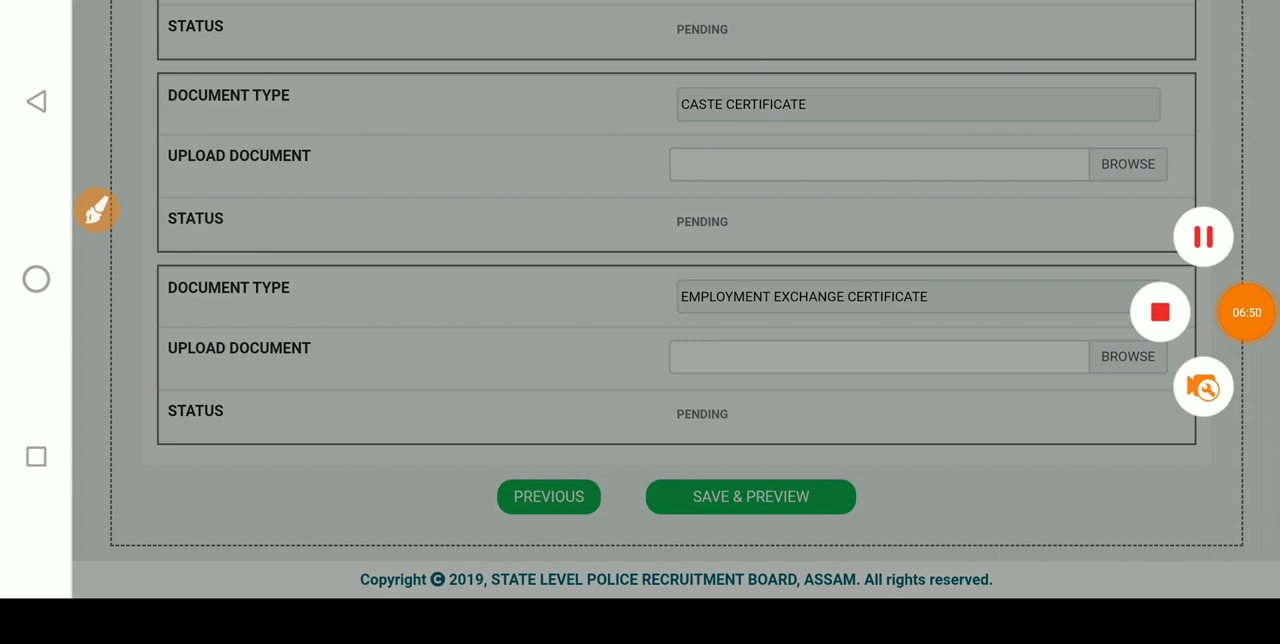 STATUS PENDING
DOCUMENT TYPE CASTE CERTIFICATE
UPLOAD DOCUMENT BROWSE
STATUS PENDING
DOCUMENT TYPE EMPLOYMENT EXCHANGE CERTIFICATE
06:50
UPLOAD DOCUMENT BROWSE
STATUS PENDING
PREVIOUS SAVE & PREVIEW
Copyright © 2019, STATE LEVEL POLICE RECRUITMENT BOARD, ASSAM. All rights reserved.